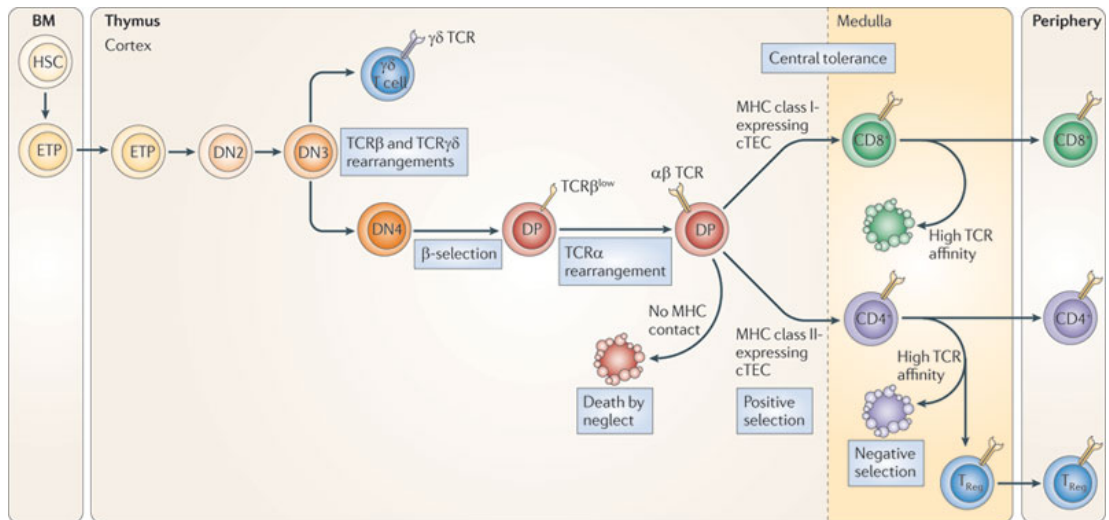 BM
HSC
ETP
Thymus
Cortex
ETP
DN2
DN3
γδ TCR
γδ
T cell
TCRβ and TCRγδ
rearrangements
DN4
β-selection
DP
TCRβlow
TCRα
rearrangement
αβ TCR
DP
No MHC
contact
Death by
neglect
MHC class I-
expressing
cTEC
MHC class II-
expressing
cTEC
Positive
selection
Central tolerance
Medulla
CD8+
High TCR
affinity
CD4+
High TCR
affinity
Negative
selection
TReg
Periphery
CD8+
CD4+
TReg